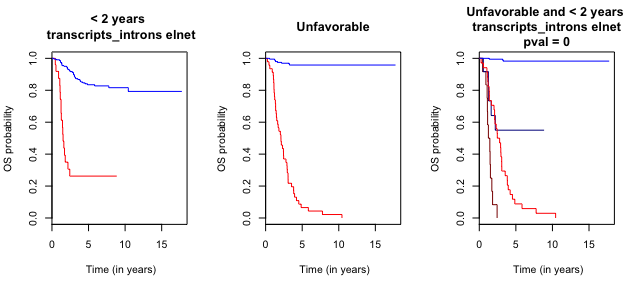 < 2 years
transcripts_introns elnet
OS probability
0.0 0.2 0.4 0.6 0.8 1.0
0 5 10 15
Time (in years)
Unfavorable
OS probability
0.0 0.2 0.4 0.6 0.8 1.0
0 5 10 15
Time (in years)
Unfavorable and < 2 years
transcripts_introns elnet
pval = 0
OS probability
0.0 0.2 0.4 0.6 0.8 1.0
0 5 10 15
Time (in years)